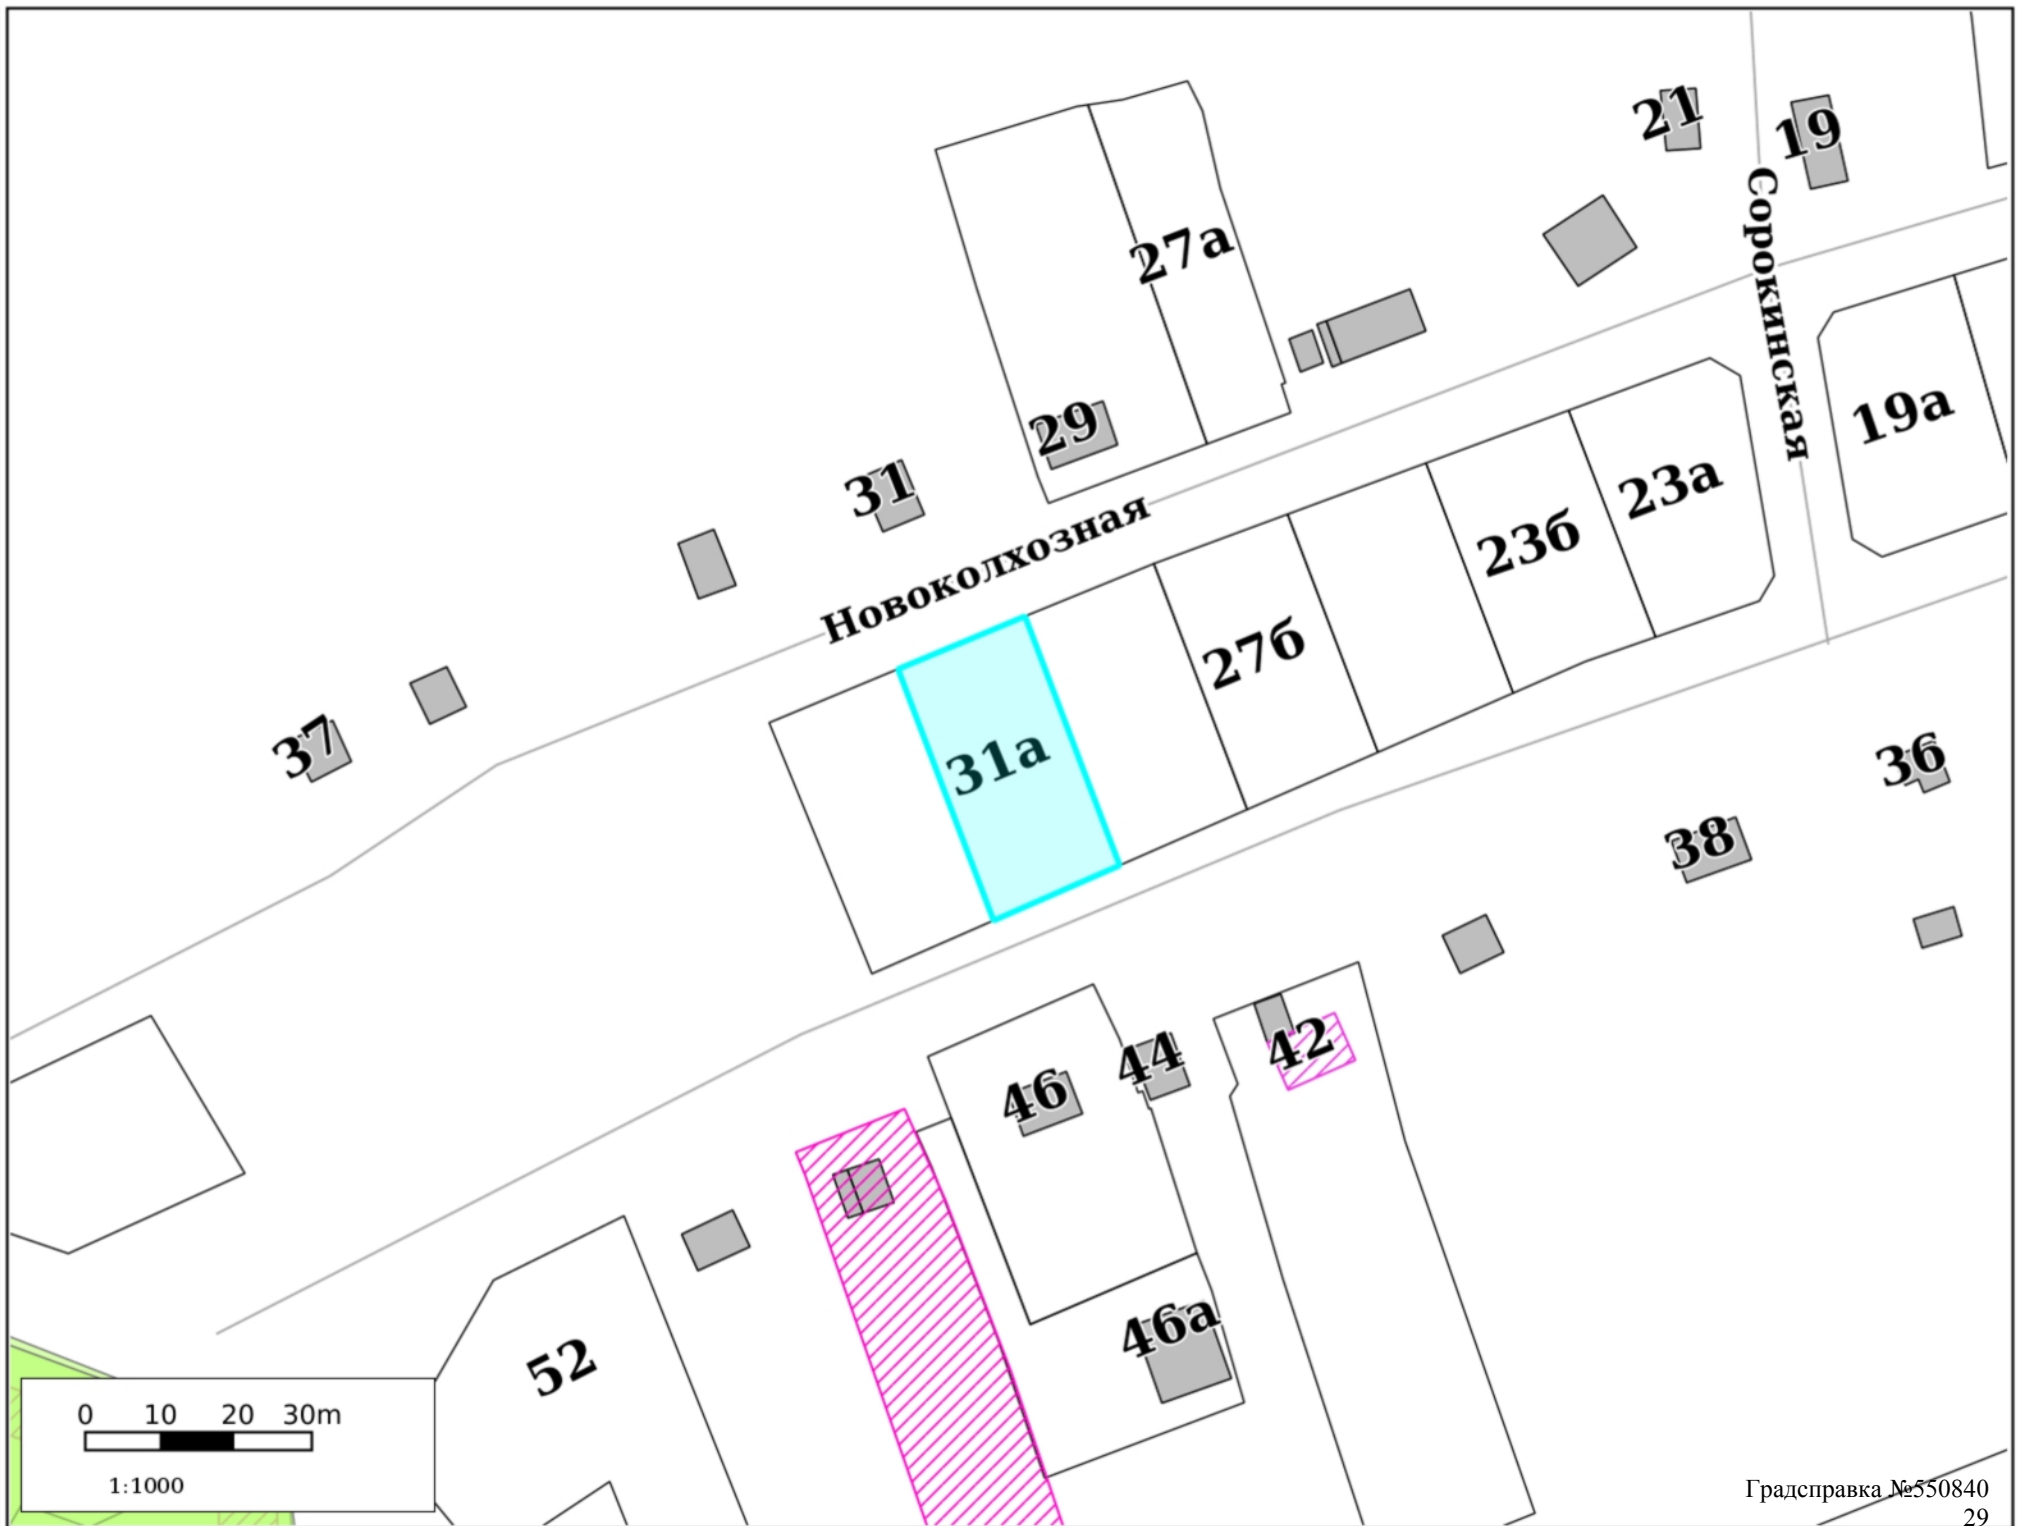 21
19
Сорокинская
27а
29
19а
31
23а
23б
Новоколхозная
27б
37
31а
36
38
42
44
46
46а
52
0 10 20 30m
1:1000
Градсправка №550840
29